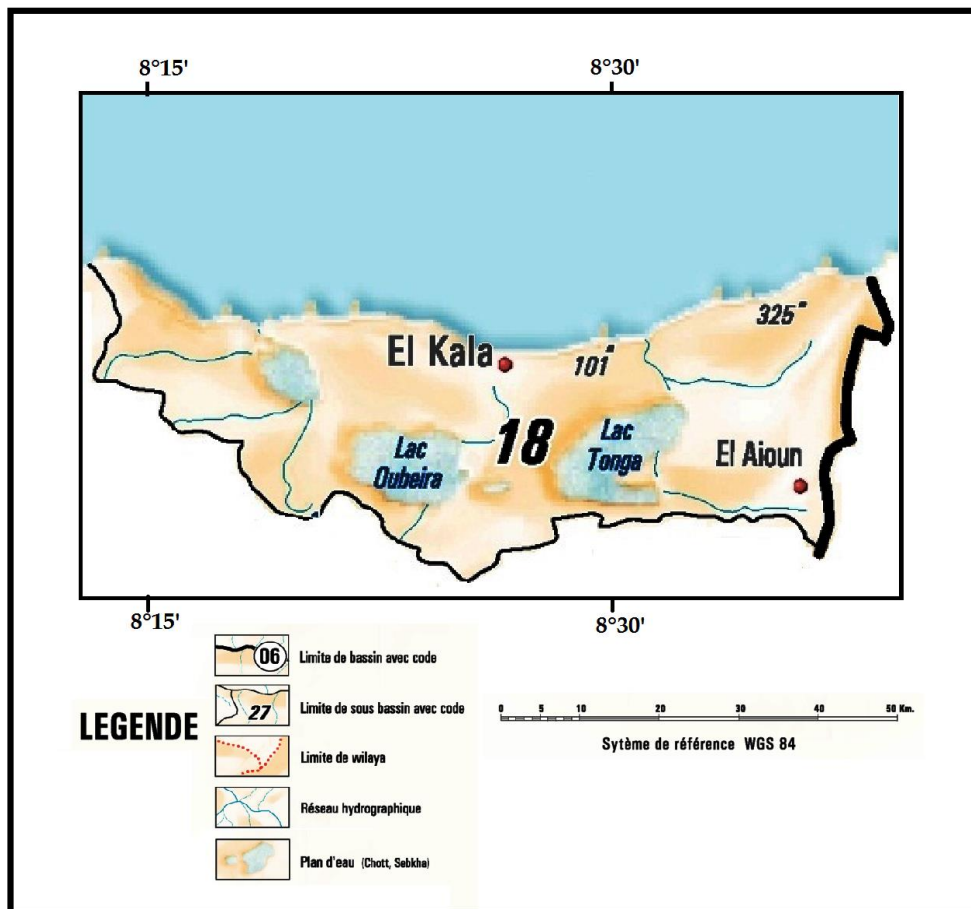 8°15'
8°30'
325
El Kala
101
18
Lac
Oubeira
Lac
Tonga
El Aioun
8°15'
8°30'
LEGENDE
06
Limite de bassin avec code
27
Limite de sous bassin avec code
Limite de wilaya
Réseau hydrographique
Plan d'eau (Chott, Sebkha)
0 5 10 20 30 40 50 Km.
Sytème de référence WGS 84